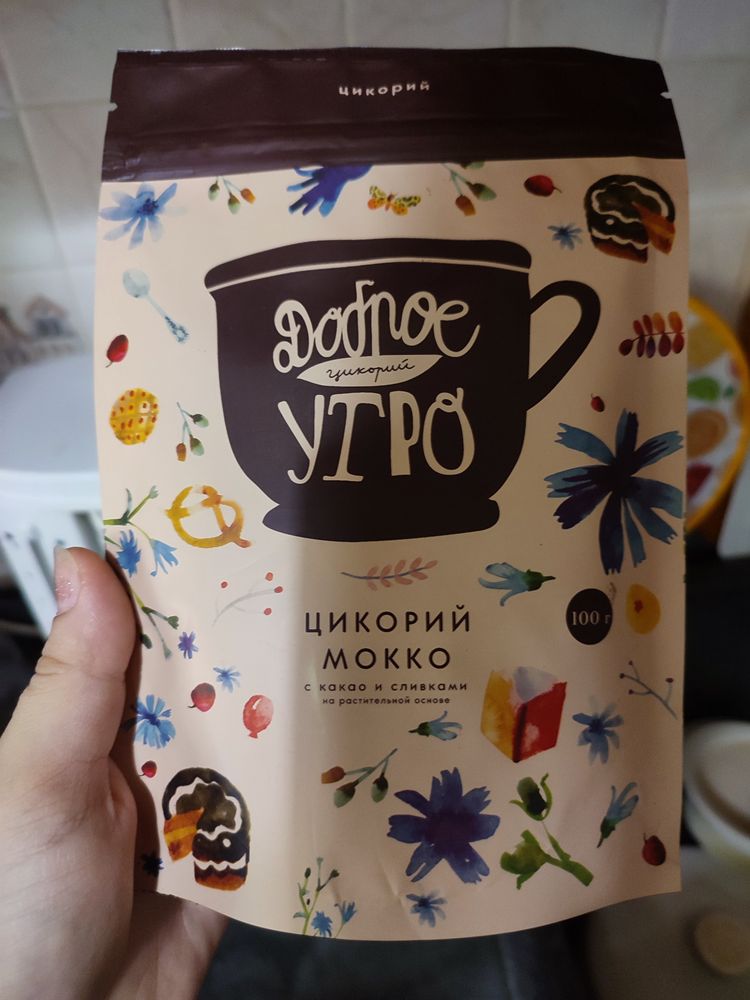 цикорий
Доброе
цикорий
УТРО
ЦИКОРИЙ
МОККО
с какао и сливками
на растительной основе
100 г